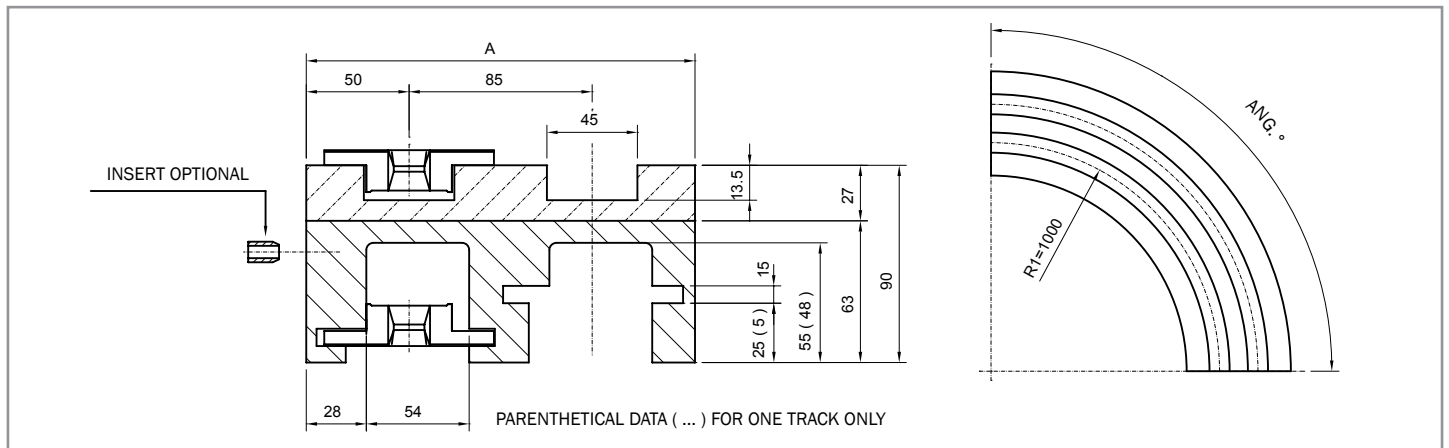 A
50
85
45
INSERT OPTIONAL
13.5
27
15
25 ( 5 )
55 ( 48 )
63
90
28
54
PARENTHETICAL DATA ( ... ) FOR ONE TRACK ONLY
ANG. °
R1=1000